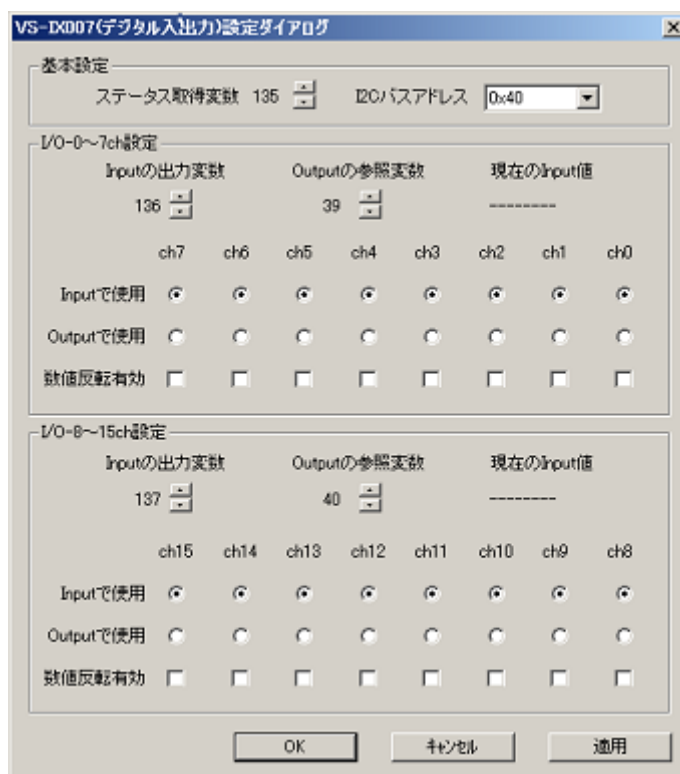 VS-IX007(デジタル入出力)設定ダイアログ
基本設定
ステータス取得変数 135 I2Cバスアドレス 0x40
I/O-0～7ch設定
Inputの出力変数 Outputの参照変数 現在のInput値
136 39 --------
ch7 ch6 ch5 ch4 ch3 ch2 ch1 ch0
Inputで使用
Outputで使用
数値反転有効
I/O-8～15ch設定
Inputの出力変数 Outputの参照変数 現在のInput値
137 40 --------
ch15 ch14 ch13 ch12 ch11 ch10 ch9 ch8
Inputで使用
Outputで使用
数値反転有効
OK キャンセル 適用